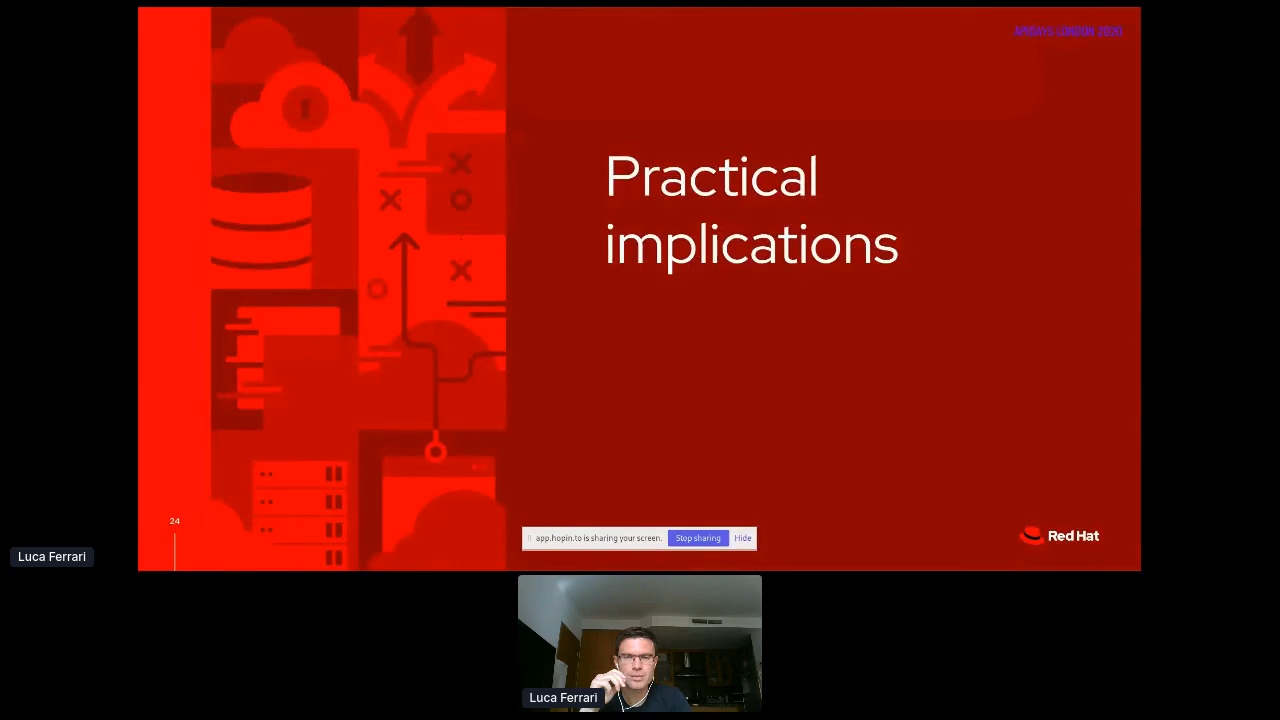 APIDAYS LONDON 2020
Practical
implications
24
app.hopin.to is sharing your screen. Stop sharing Hide
Red Hat
Luca Ferrari
Luca Ferrari